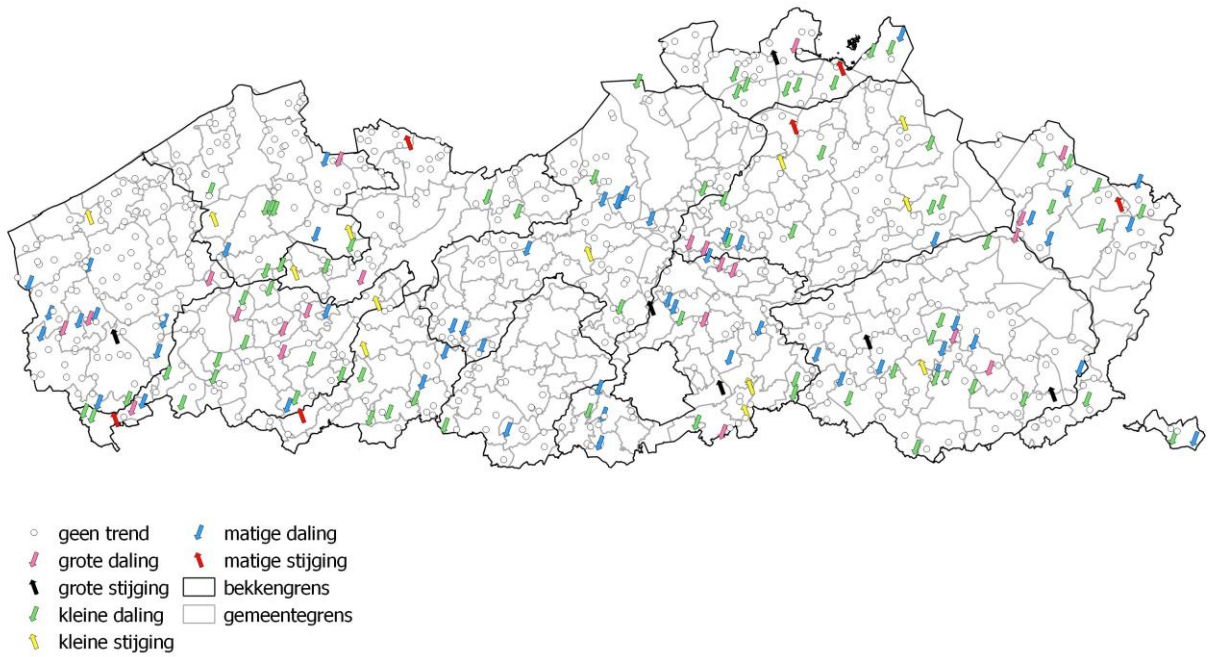 geen trend
grote daling
grote stijging
kleine daling
kleine stijging
matige daling
matige stijging
bekkengrens
gemeentegrens